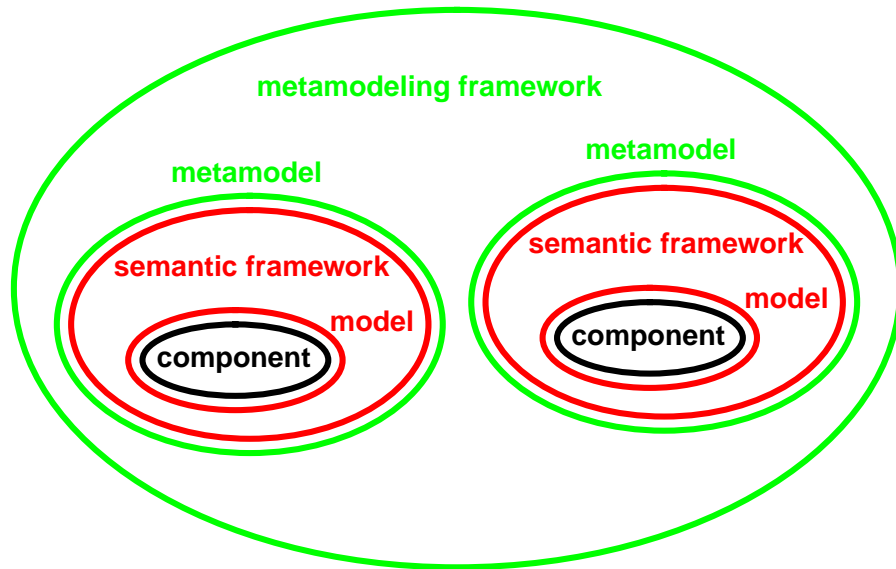 metamodeling framework
metamodel
semantic framework
model
component
metamodel
semantic framework
model
component